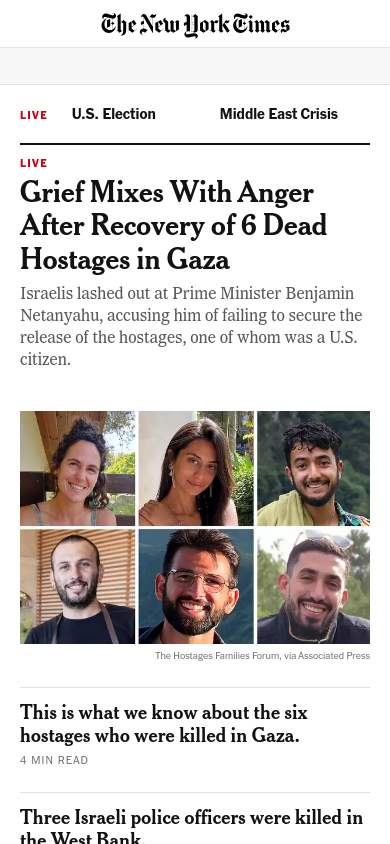 The New York Times
LIVE U.S. Election Middle East Crisis
LIVE
Grief Mixes With Anger
After Recovery of 6 Dead
Hostages in Gaza
Israelis lashed out at Prime Minister Benjamin
Netanyahu, accusing him of failing to secure the
release of the hostages, one of whom was a U.S.
citizen.
The Hostages Families Forum, via Associated Press
This is what we know about the six
hostages who were killed in Gaza.
4 MIN READ
Three Israeli police officers were killed in
the West Bank.